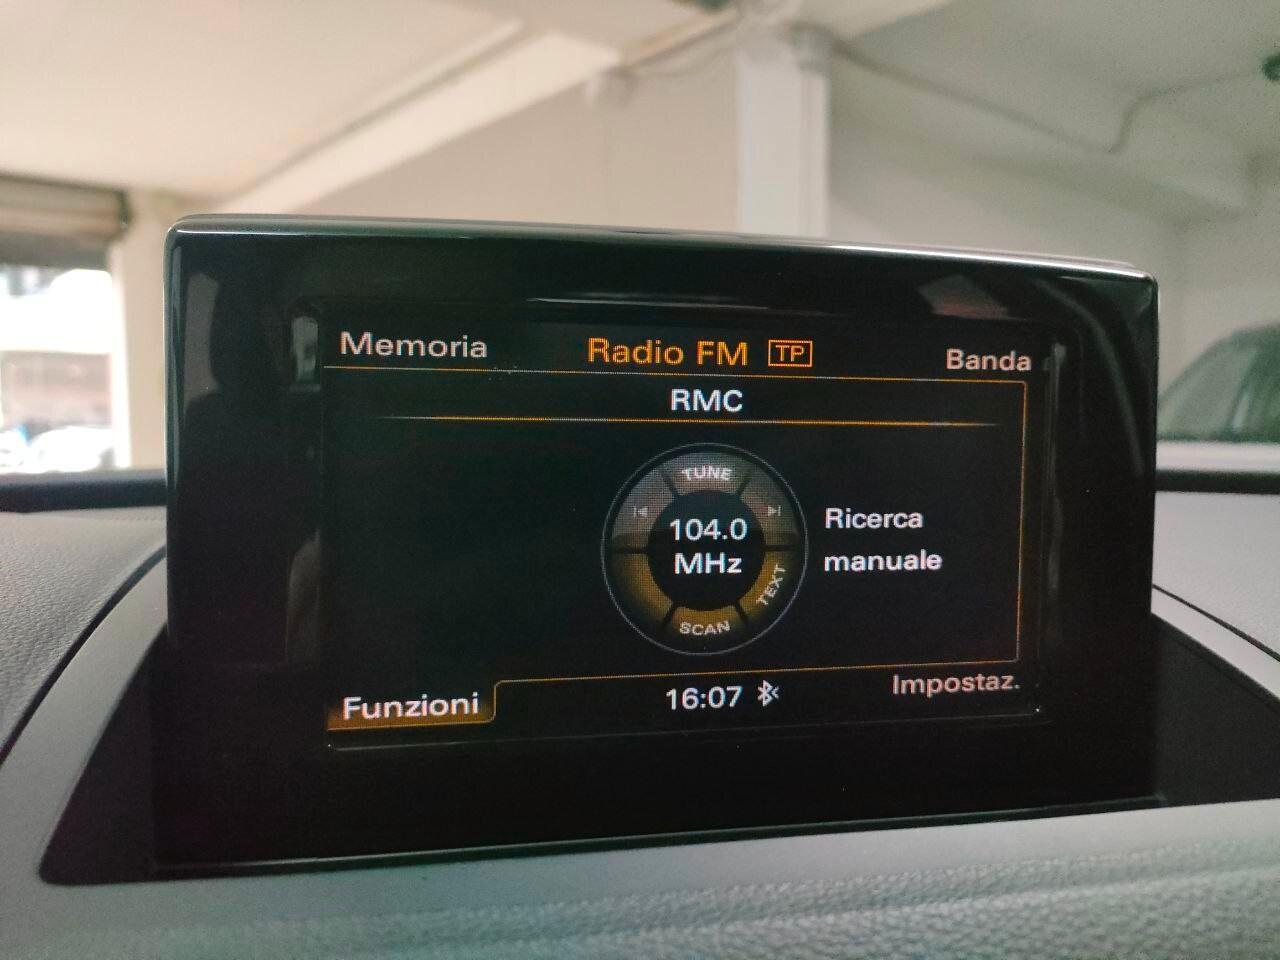 Memoria
Radio FM TP
Banda
RMC
TUNE
104.0
MHz
TEXT
SCAN
Ricerca
manuale
Funzioni
16:07
Impostaz.